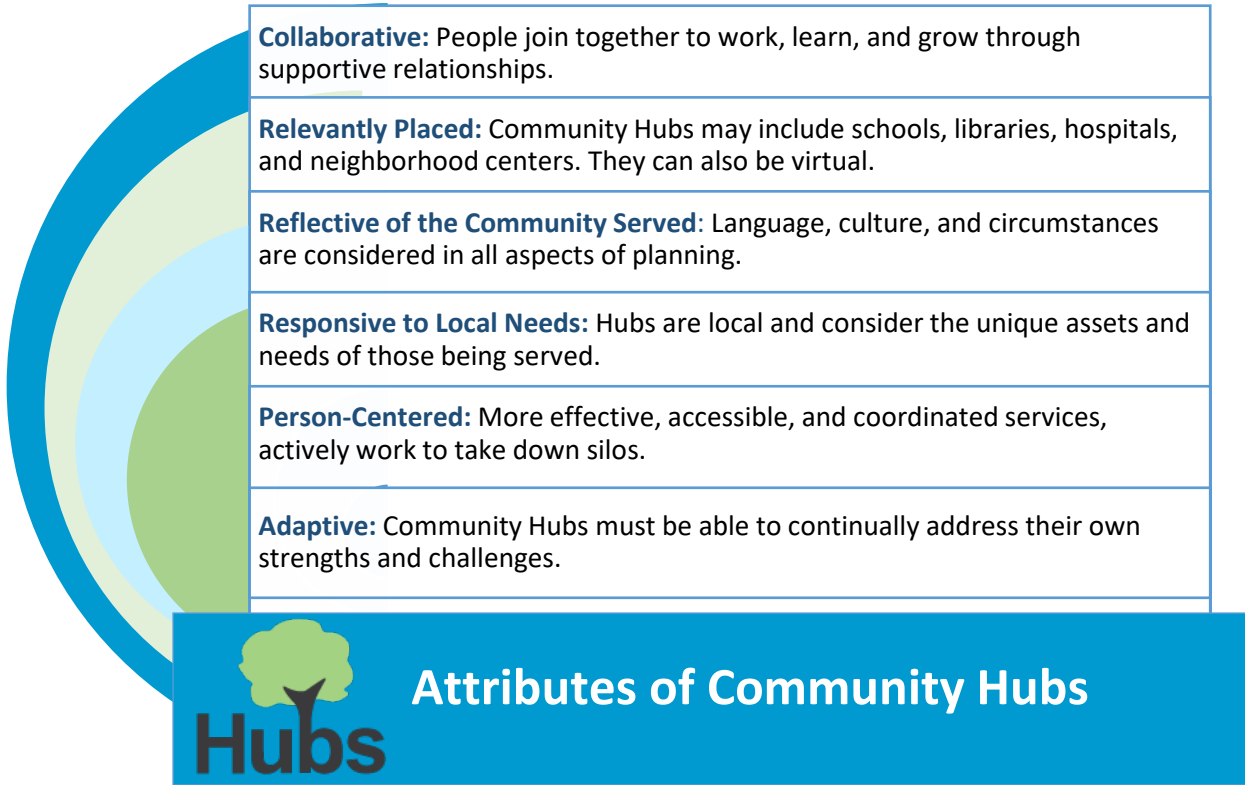 Collaborative: People join together to work, learn, and grow through
supportive relationships.
Relevantly Placed: Community Hubs may include schools, libraries, hospitals,
and neighborhood centers. They can also be virtual.
Reflective of the Community Served: Language, culture, and circumstances
are considered in all aspects of planning.
Responsive to Local Needs: Hubs are local and consider the unique assets and
needs of those being served.
Person-Centered: More effective, accessible, and coordinated services,
actively work to take down silos.
Adaptive: Community Hubs must be able to continually address their own
strengths and challenges.
Attributes of Community Hubs
Hubs